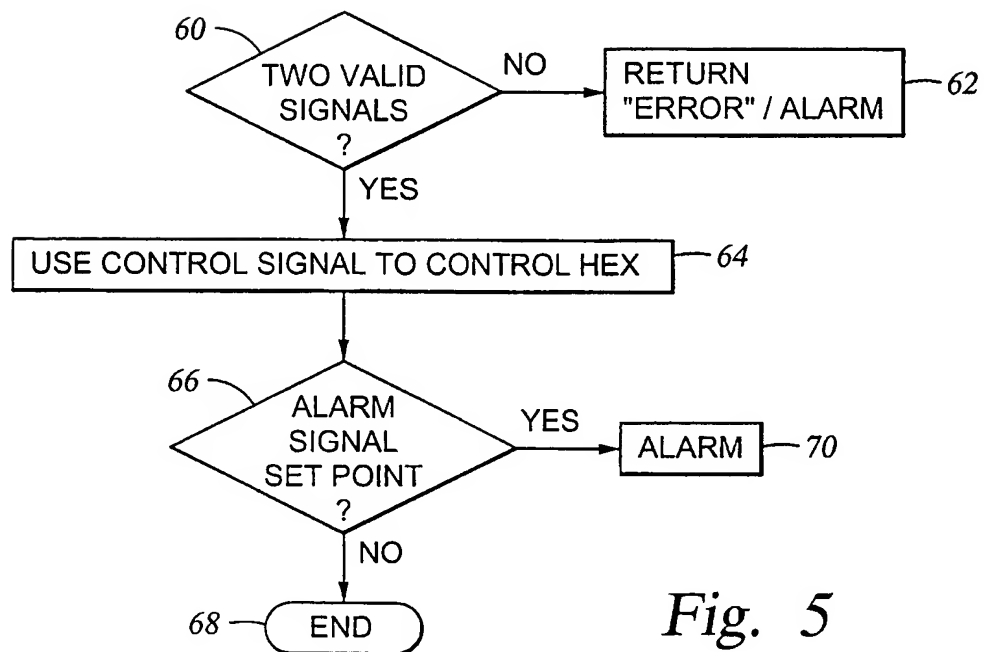 60
TWO VALID
SIGNALS
?
NO
RETURN
"ERROR" / ALARM
62
YES
USE CONTROL SIGNAL TO CONTROL HEX
64
66
ALARM
SIGNAL
SET POINT
?
YES
ALARM
70
NO
68
END
Fig. 5